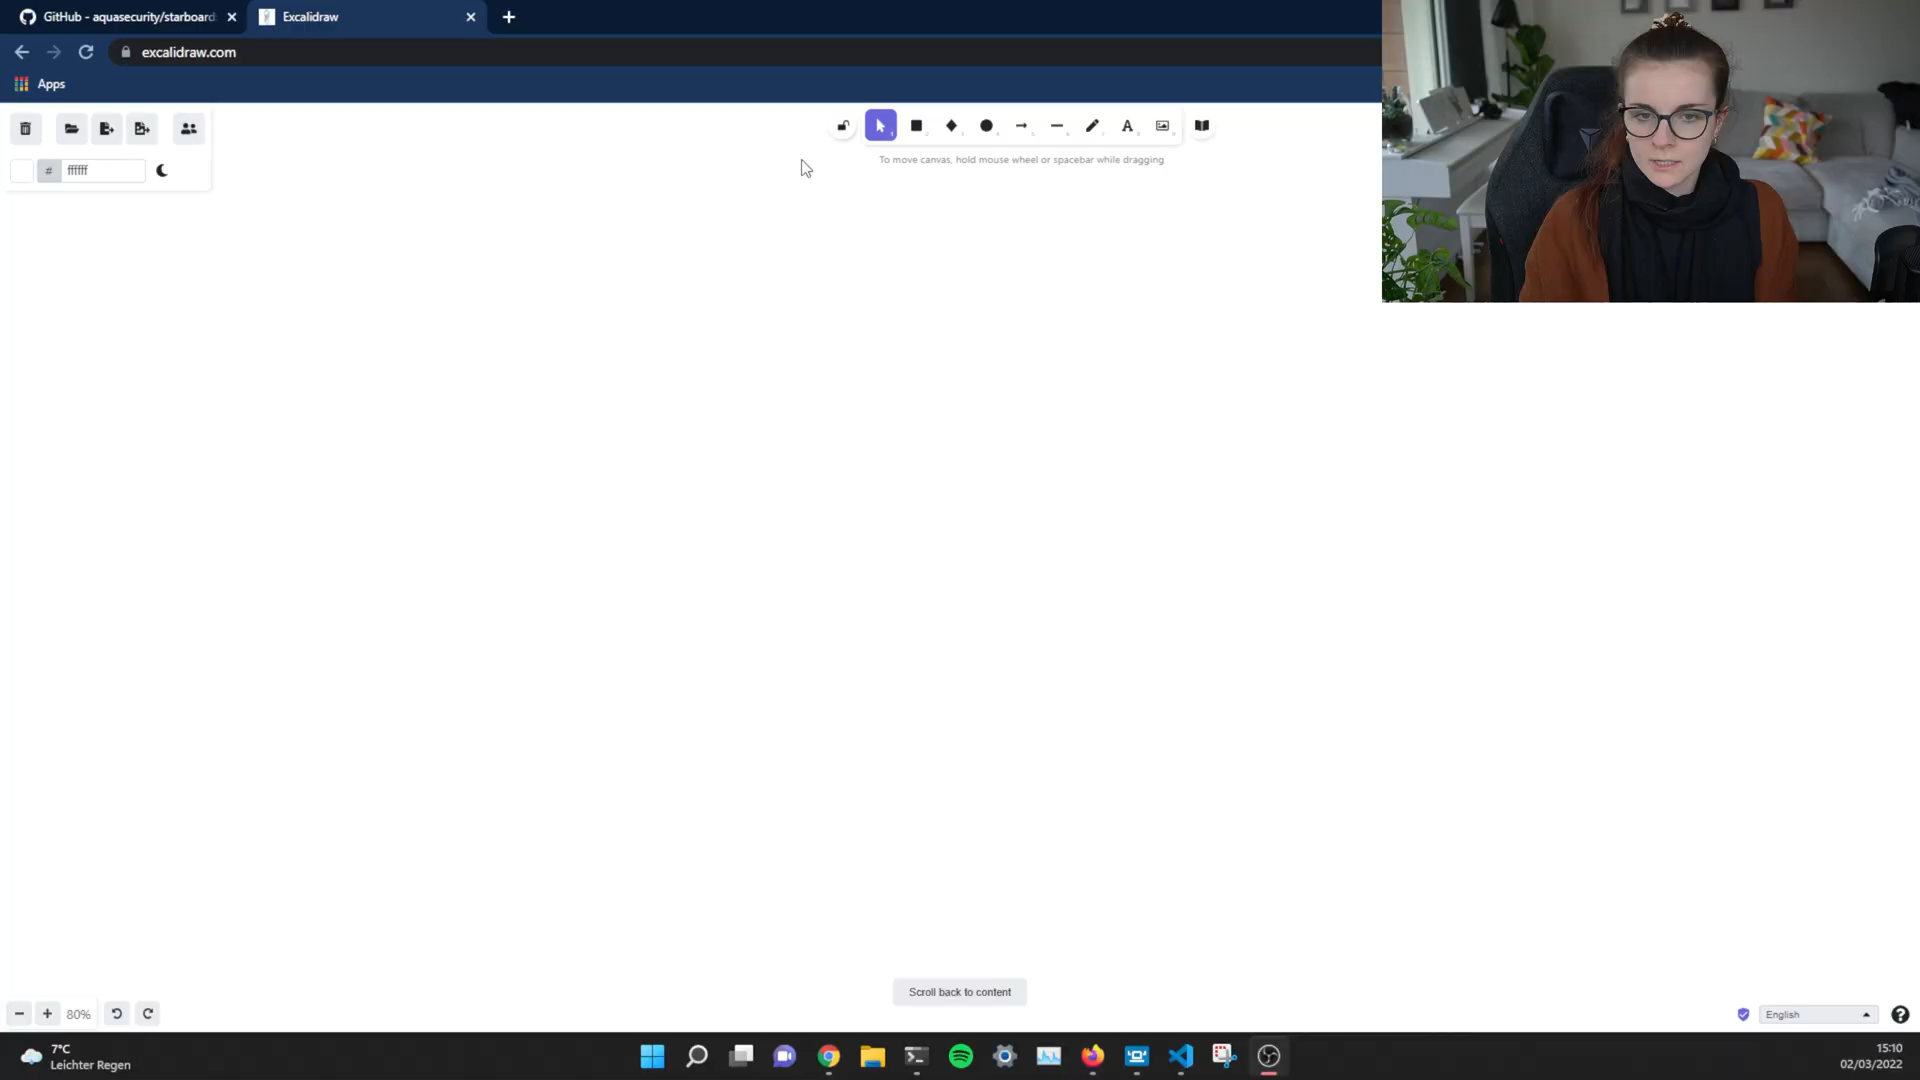 GitHub - aquasecurity/starboard
Excalidraw
excalidraw.com
Apps
# ffffff
To move canvas, hold mouse wheel or spacebar while dragging
A
Scroll back to content
80%
English
7°C
Leichter Regen
15:10
02/03/2022